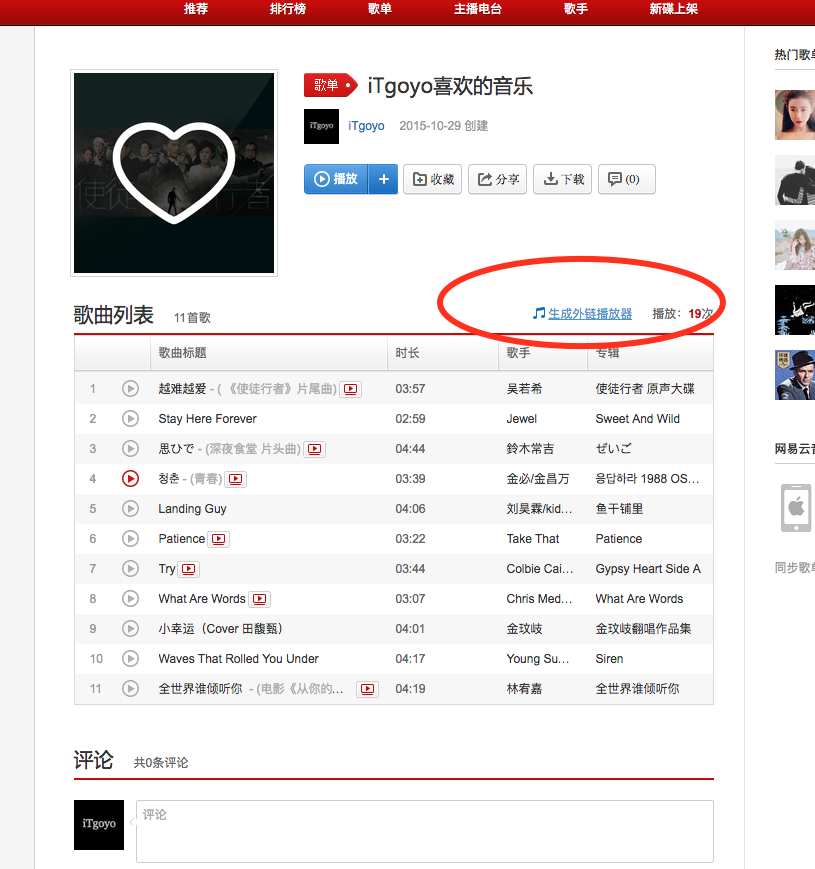 推荐 排行榜 歌单 主播电台 歌手 新碟上架
热门歌单
歌单 iTgoyo喜欢的音乐
iTgoyo iTgoyo 2015-10-29 创建
播放 + 收藏 分享 下载 (0)
使徒行者
歌曲列表 11首歌 生成外链播放器 播放：19次
歌曲标题 时长 歌手 专辑
1 越难越爱 - (《使徒行者》片尾曲) 03:57 吴若希 使徒行者 原声大碟
2 Stay Here Forever 02:59 Jewel Sweet And Wild
3 思ひで - (深夜食堂 片头曲) 04:44 鈴木常吉 ぜいご
4 청춘 - (青春) 03:39 金必/金昌万 응답하라 1988 OS...
5 Landing Guy 04:06 刘昊霖/kid... 鱼干铺里
6 Patience 03:22 Take That Patience
7 Try 03:44 Colbie Cai... Gypsy Heart Side A
8 What Are Words 03:07 Chris Med... What Are Words
9 小幸运（Cover 田馥甄） 04:01 金玟岐 金玟岐翻唱作品集
10 Waves That Rolled You Under 04:17 Young Su... Siren
11 全世界谁倾听你 - (电影《从你的... 04:19 林宥嘉 全世界谁倾听你
网易云音
同步歌单
评论 共0条评论
iTgoyo 评论